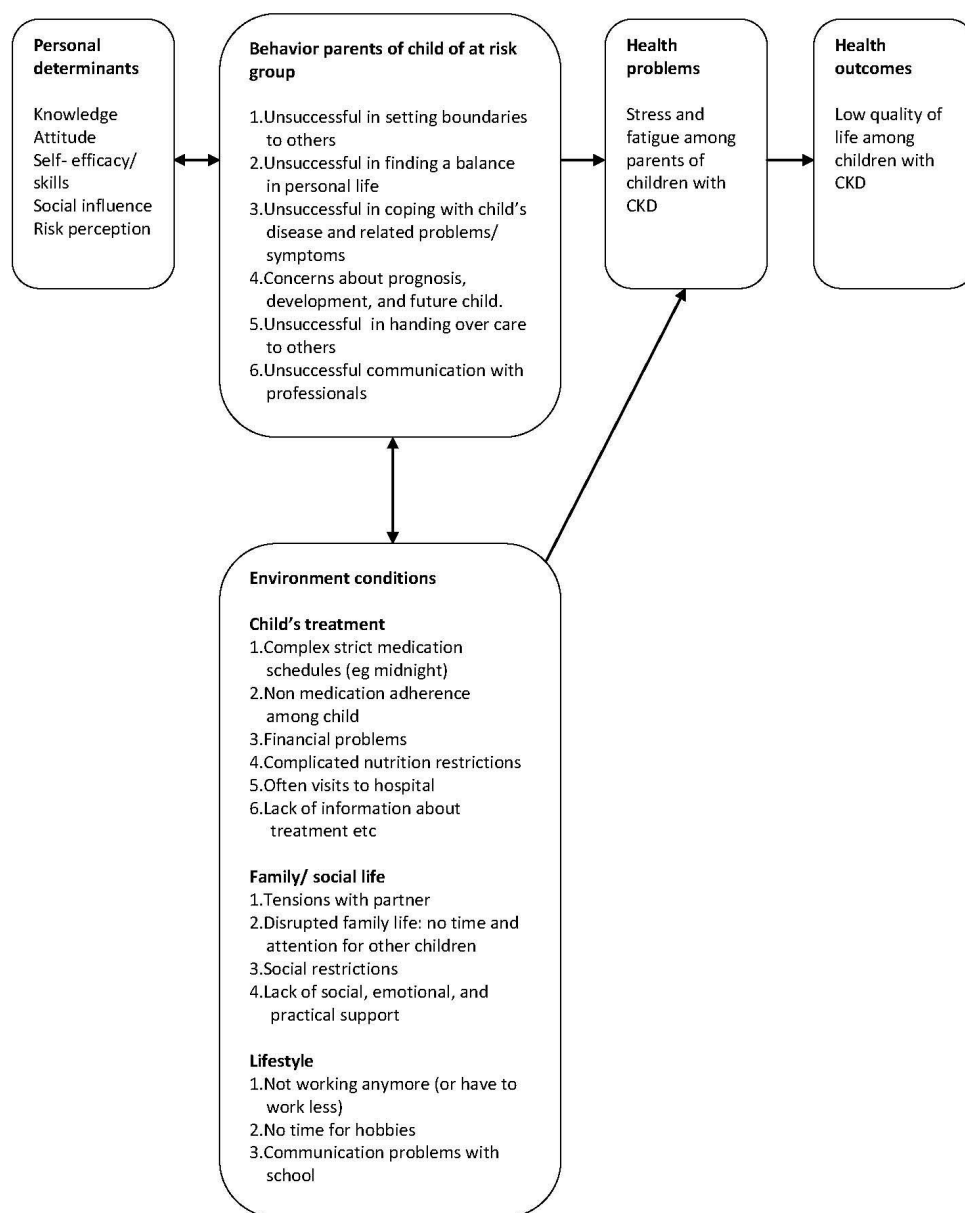 Personal
determinants
Knowledge
Attitude
Self- efficacy/
skills
Social influence
Risk perception
Behavior parents of child of at risk
group
1.Unsuccessful in setting boundaries
to others
2.Unsuccessful in finding a balance
in personal life
3.Unsuccessful in coping with child’s
disease and related problems/
symptoms
4.Concerns about prognosis,
development, and future child.
5.Unsuccessful in handing over care
to others
6.Unsuccessful communication with
professionals
Health
problems
Stress and
fatigue among
parents of
children with
CKD
Health
outcomes
Low quality of
life among
children with
CKD
Environment conditions
Child’s treatment
1.Complex strict medication
schedules (eg midnight)
2.Non medication adherence
among child
3.Financial problems
4.Complicated nutrition restrictions
5.Often visits to hospital
6.Lack of information about
treatment etc
Family/ social life
1.Tensions with partner
2.Disrupted family life: no time and
attention for other children
3.Social restrictions
4.Lack of social, emotional, and
practical support
Lifestyle
1.Not working anymore (or have to
work less)
2.No time for hobbies
3.Communication problems with
school